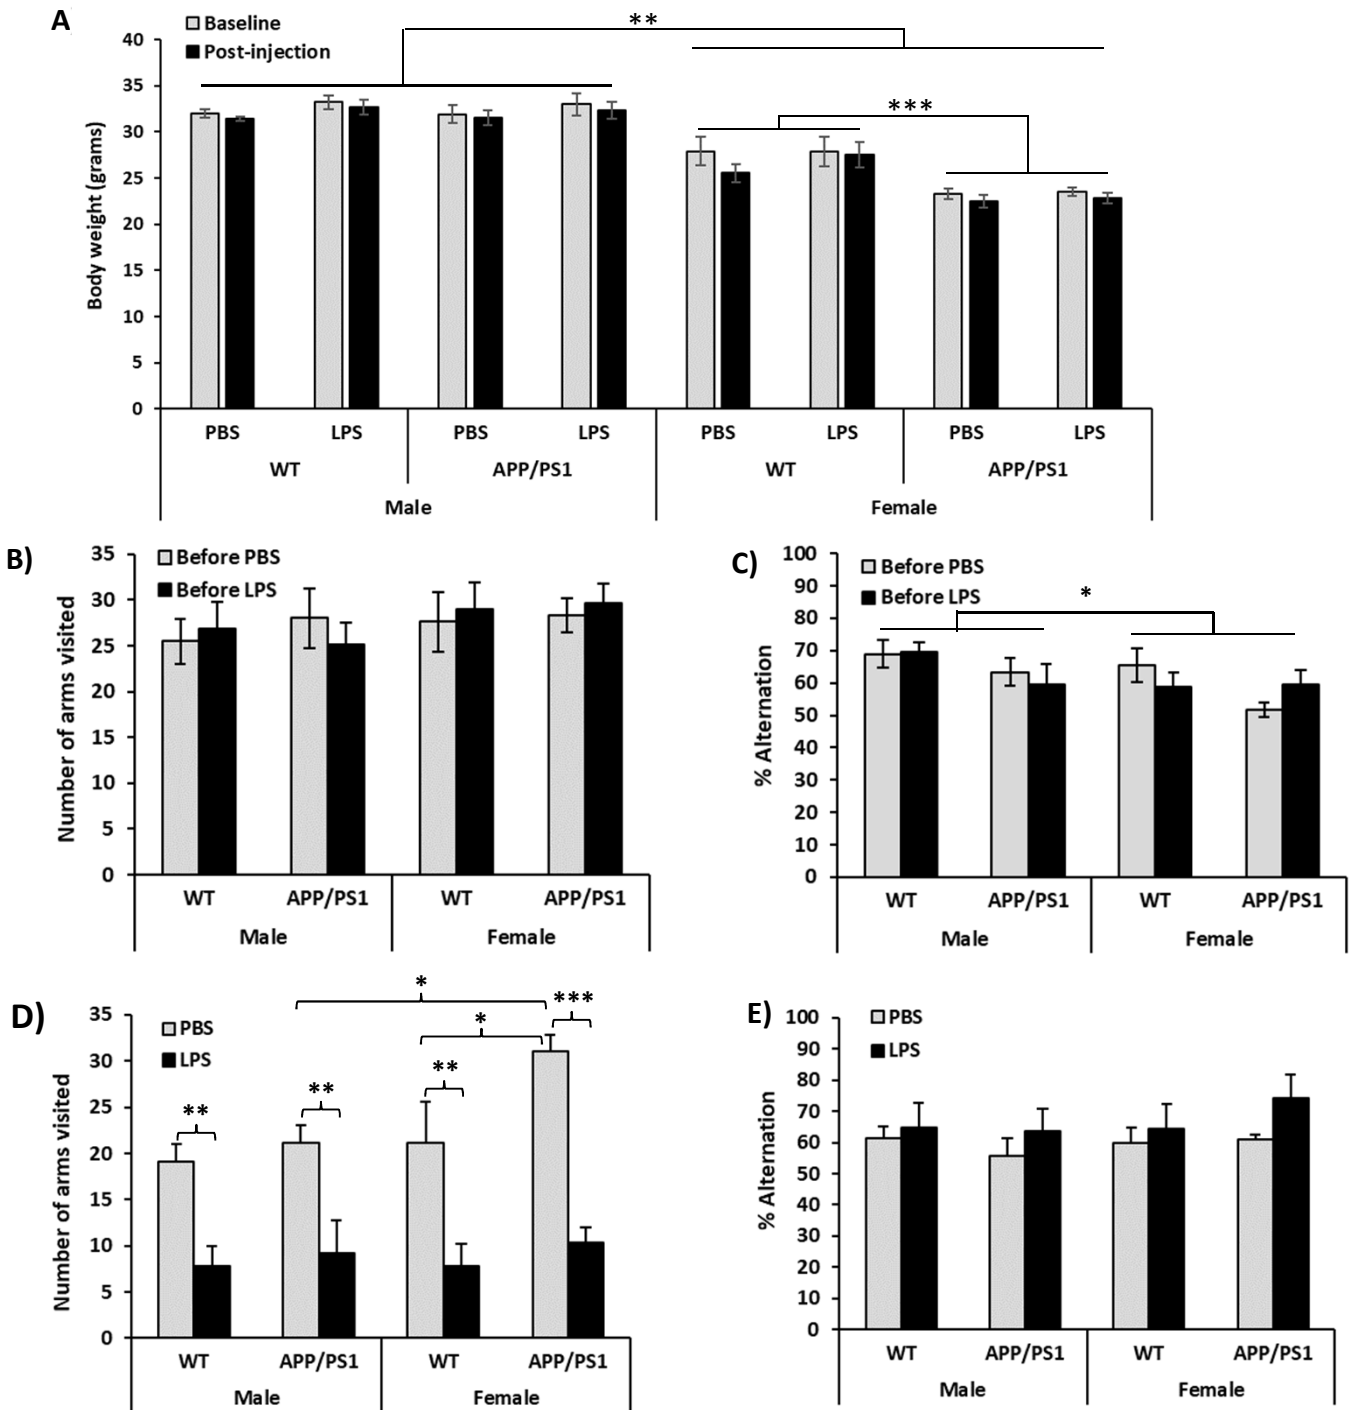 A
Baseline
Post-injection
**
***
40
35
30
25
20
15
10
5
0
Body weight (grams)
PBS LPS PBS LPS PBS LPS PBS LPS
WT APP/PS1 WT APP/PS1
Male Female
B)
Before PBS
Before LPS
35
30
25
20
15
10
5
0
Number of arms visited
WT APP/PS1 WT APP/PS1
Male Female
C)
Before PBS
Before LPS
*
100
90
80
70
60
50
40
30
20
10
0
% Alternation
WT APP/PS1 WT APP/PS1
Male Female
D)
PBS
LPS
*
***
*
**
**
**
35
30
25
20
15
10
5
0
Number of arms visited
WT APP/PS1 WT APP/PS1
Male Female
E)
PBS
LPS
100
90
80
70
60
50
40
30
20
10
0
% Alternation
WT APP/PS1 WT APP/PS1
Male Female